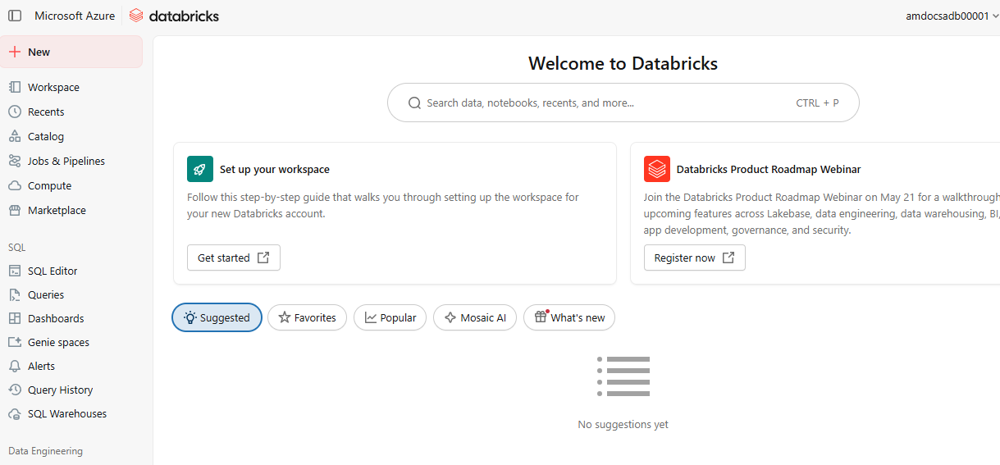 Microsoft Azure databricks amdocsadb00001
New
Workspace
Recents
Catalog
Jobs & Pipelines
Compute
Marketplace
SQL
SQL Editor
Queries
Dashboards
Genie spaces
Alerts
Query History
SQL Warehouses
Data Engineering
Welcome to Databricks
Search data, notebooks, recents, and more... CTRL + P
Set up your workspace
Follow this step-by-step guide that walks you through setting up the workspace for
your new Databricks account.
Get started
Databricks Product Roadmap Webinar
Join the Databricks Product Roadmap Webinar on May 21 for a walkthrough
upcoming features across Lakebase, data engineering, data warehousing, BI,
app development, governance, and security.
Register now
Suggested Favorites Popular Mosaic AI What's new
No suggestions yet